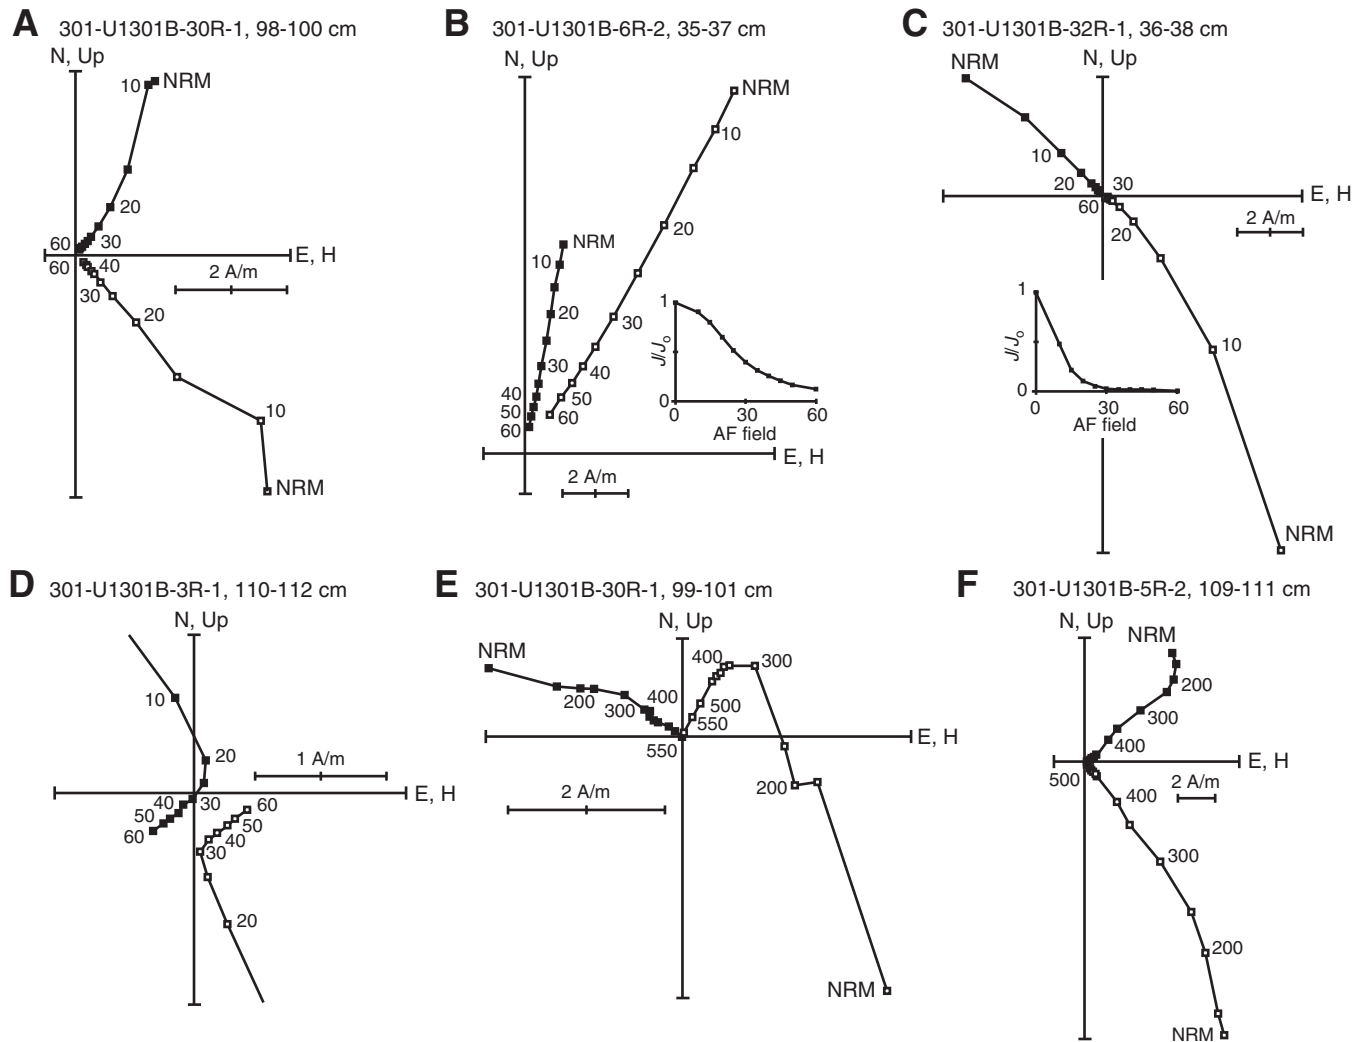 A 301-U1301B-30R-1, 98-100 cm
N, Up
10
NRM
20
60
30
E, H
60
40
2 A/m
30
20
10
NRM
B 301-U1301B-6R-2, 35-37 cm
N, Up
NRM
10
NRM
20
10
20
30
30
40
40
50
50
60
60
E, H
2 A/m
1
J/Jo
0
0
30
60
AF field
C 301-U1301B-32R-1, 36-38 cm
NRM
N, Up
10
20
30
60
E, H
2 A/m
20
10
NRM
1
J/Jo
0
0
30
60
AF field
D 301-U1301B-3R-1, 110-112 cm
N, Up
10
20
1 A/m
E, H
40
30
60
50
50
60
40
30
20
E 301-U1301B-30R-1, 99-101 cm
N, Up
NRM
400
300
200
400
300
500
550
550
E, H
2 A/m
200
NRM
F 301-U1301B-5R-2, 109-111 cm
N, Up
NRM
200
300
400
E, H
500
2 A/m
400
300
200
NRM